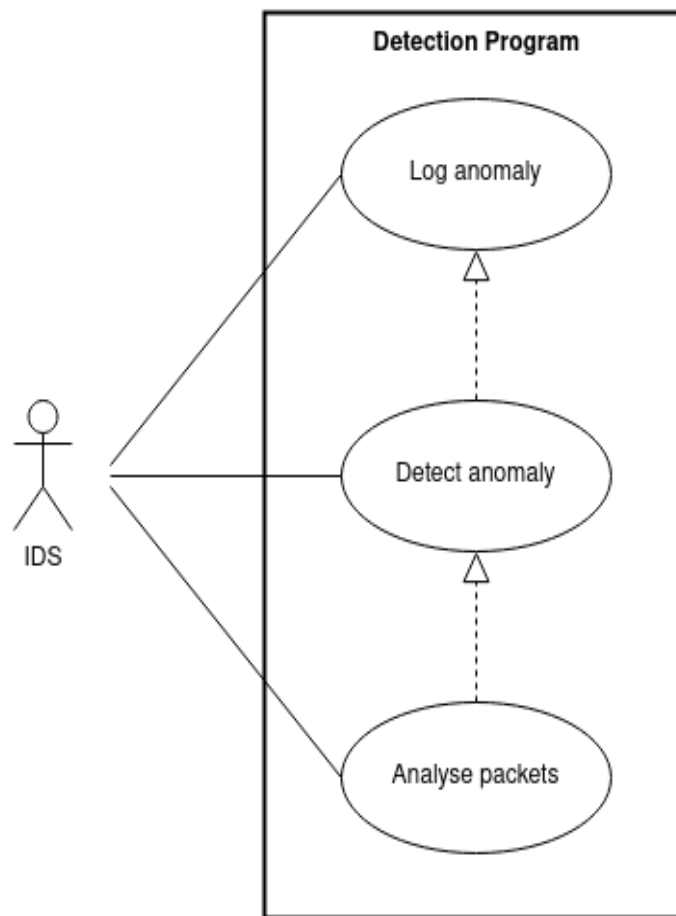 Detection Program
Log anomaly
Detect anomaly
IDS
Analyse packets